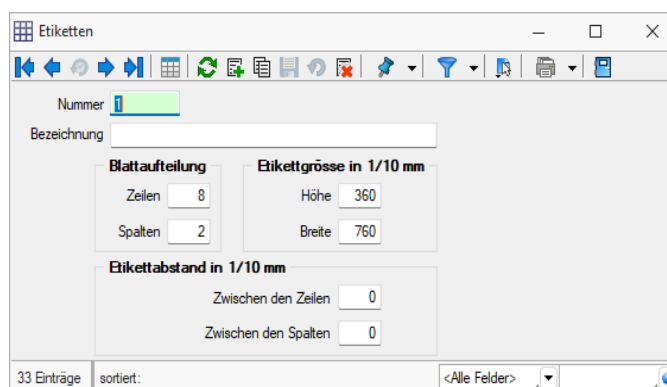 Etiketten
Nummer 1
Bezeichnung
Blattaufteilung Etikettgrösse in 1/10 mm
Zeilen 8 Höhe 360
Spalten 2 Breite 760
Etikettabstand in 1/10 mm
Zwischen den Zeilen 0
Zwischen den Spalten 0
33 Einträge sortiert: <Alle Felder>